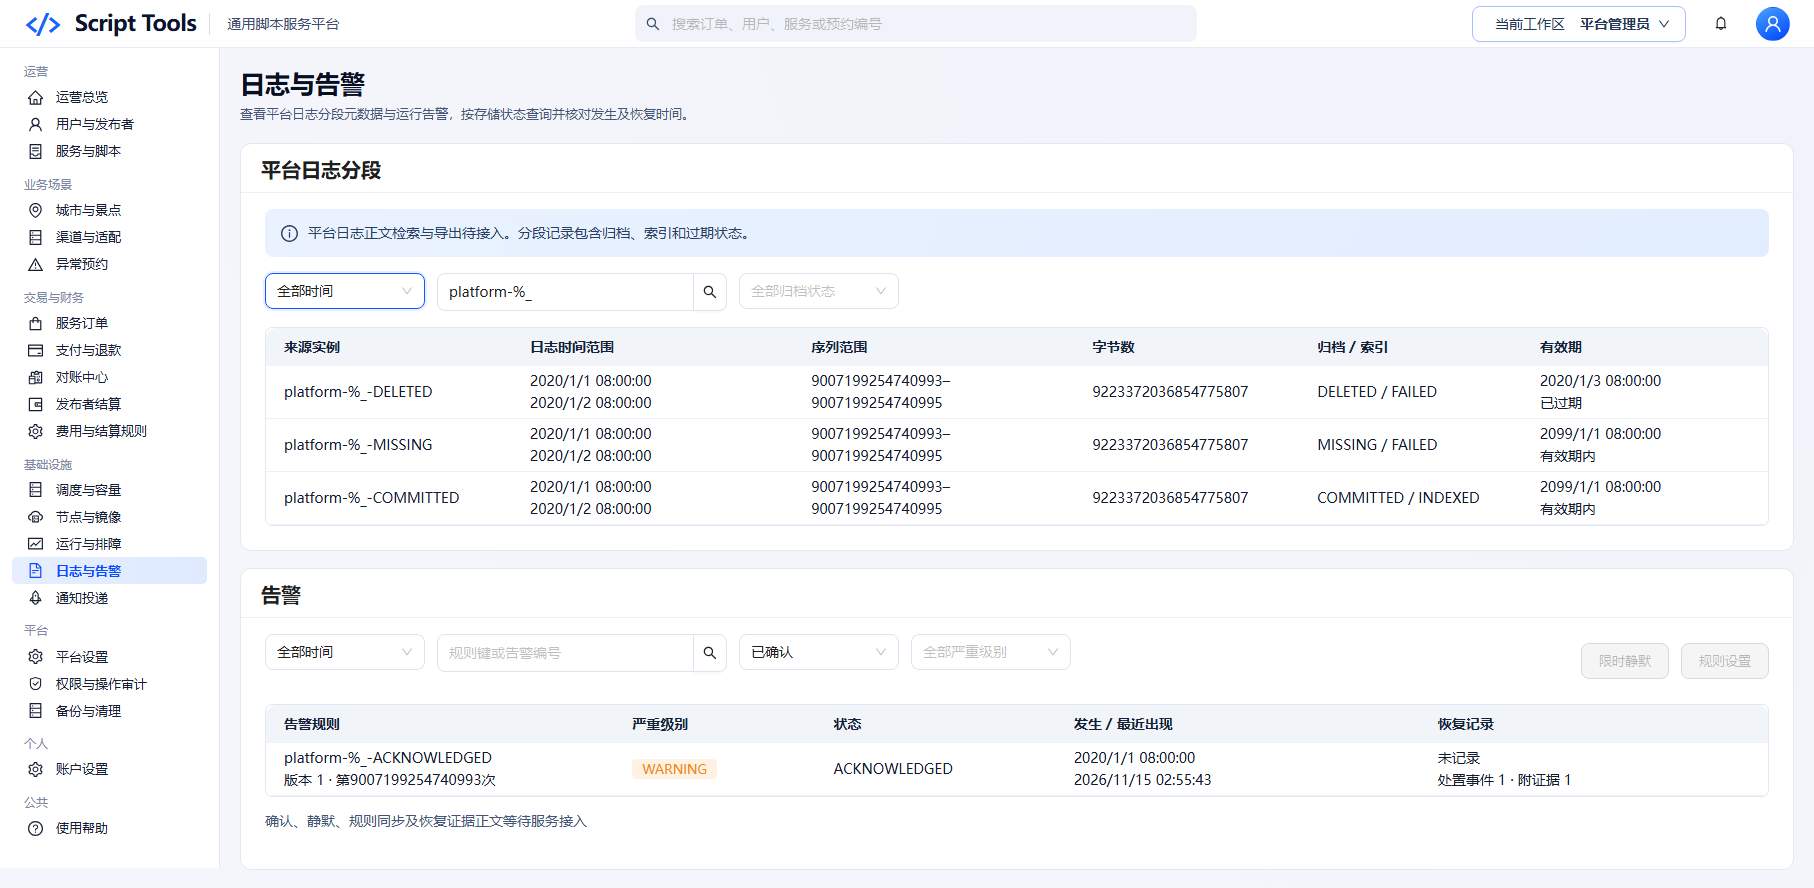 Script Tools
通用脚本服务平台
搜索订单、用户、服务或预约编号
当前工作区 平台管理员
运营
运营总览
用户与发布者
服务与脚本
业务场景
城市与景点
渠道与适配
异常预约
交易与财务
服务订单
支付与退款
对账中心
发布者结算
费用与结算规则
基础设施
调度与容量
节点与镜像
运行与排障
日志与告警
通知投递
平台
平台设置
权限与操作审计
备份与清理
个人
账户设置
公共
使用帮助
日志与告警
查看平台日志分段元数据与运行告警，按存储状态查询并核对发生及恢复时间。
平台日志分段
平台日志正文检索与导出待接入。分段记录包含归档、索引和过期状态。
全部时间 platform-%_ 全部归档状态
来源实例 日志时间范围 序列范围 字节数 归档 / 索引 有效期
platform-%_-DELETED 2020/1/1 08:00:00 2020/1/2 08:00:00 9007199254740993– 9007199254740995 9223372036854775807 DELETED / FAILED 2020/1/3 08:00:00 已过期
platform-%_-MISSING 2020/1/1 08:00:00 2020/1/2 08:00:00 9007199254740993– 9007199254740995 9223372036854775807 MISSING / FAILED 2099/1/1 08:00:00 有效期内
platform-%_-COMMITTED 2020/1/1 08:00:00 2020/1/2 08:00:00 9007199254740993– 9007199254740995 9223372036854775807 COMMITTED / INDEXED 2099/1/1 08:00:00 有效期内
告警
全部时间 规则键或告警编号 已确认 全部严重级别 限时静默 规则设置
告警规则 严重级别 状态 发生 / 最近出现 恢复记录
platform-%_-ACKNOWLEDGED 版本 1 · 第9007199254740993次 WARNING ACKNOWLEDGED 2020/1/1 08:00:00 2026/11/15 02:55:43 未记录 处置事件 1 · 附证据 1
确认、静默、规则同步及恢复证据正文等待服务接入